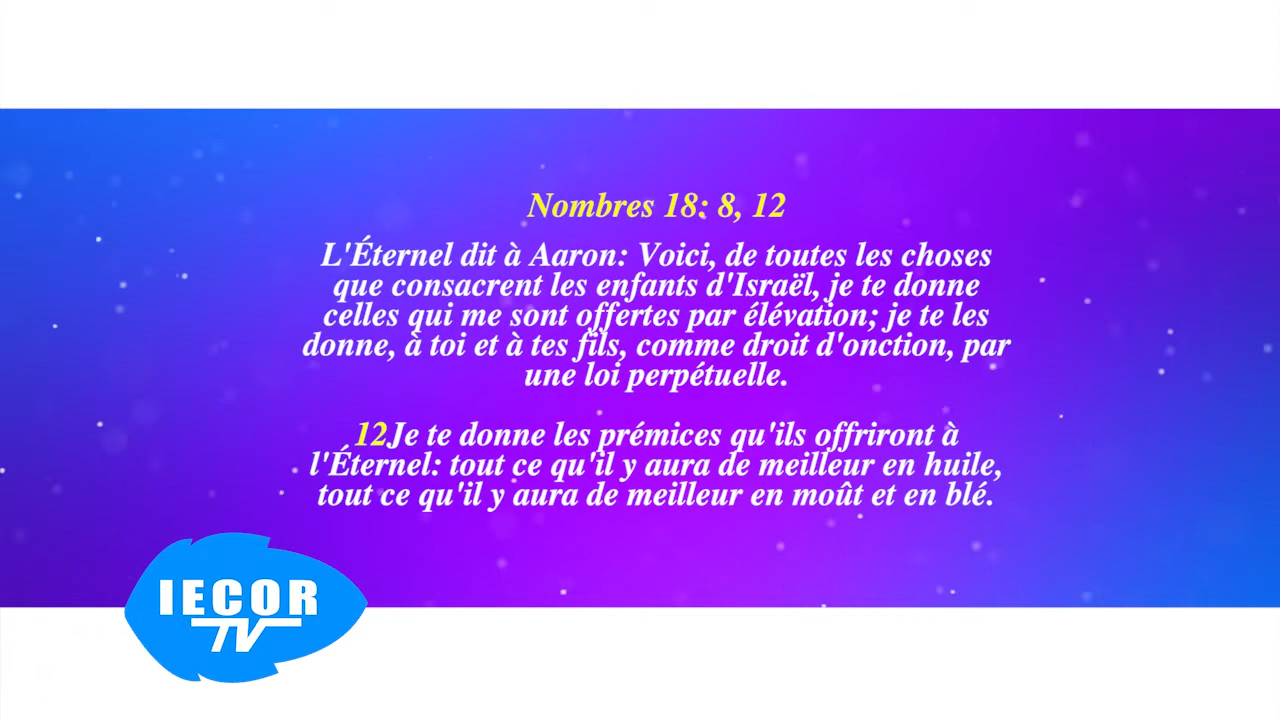 Nombres 18: 8, 12
L'Éternel dit à Aaron: Voici, de toutes les choses
que consacrent les enfants d'Israël, je te donne
celles qui me sont offertes par élévation; je te les
donne, à toi et à tes fils, comme droit d'onction, par
une loi perpétuelle.
12Je te donne les prémices qu'ils offriront à
l'Éternel: tout ce qu'il y aura de meilleur en huile,
tout ce qu'il y aura de meilleur en moût et en blé.
IECOR
TV